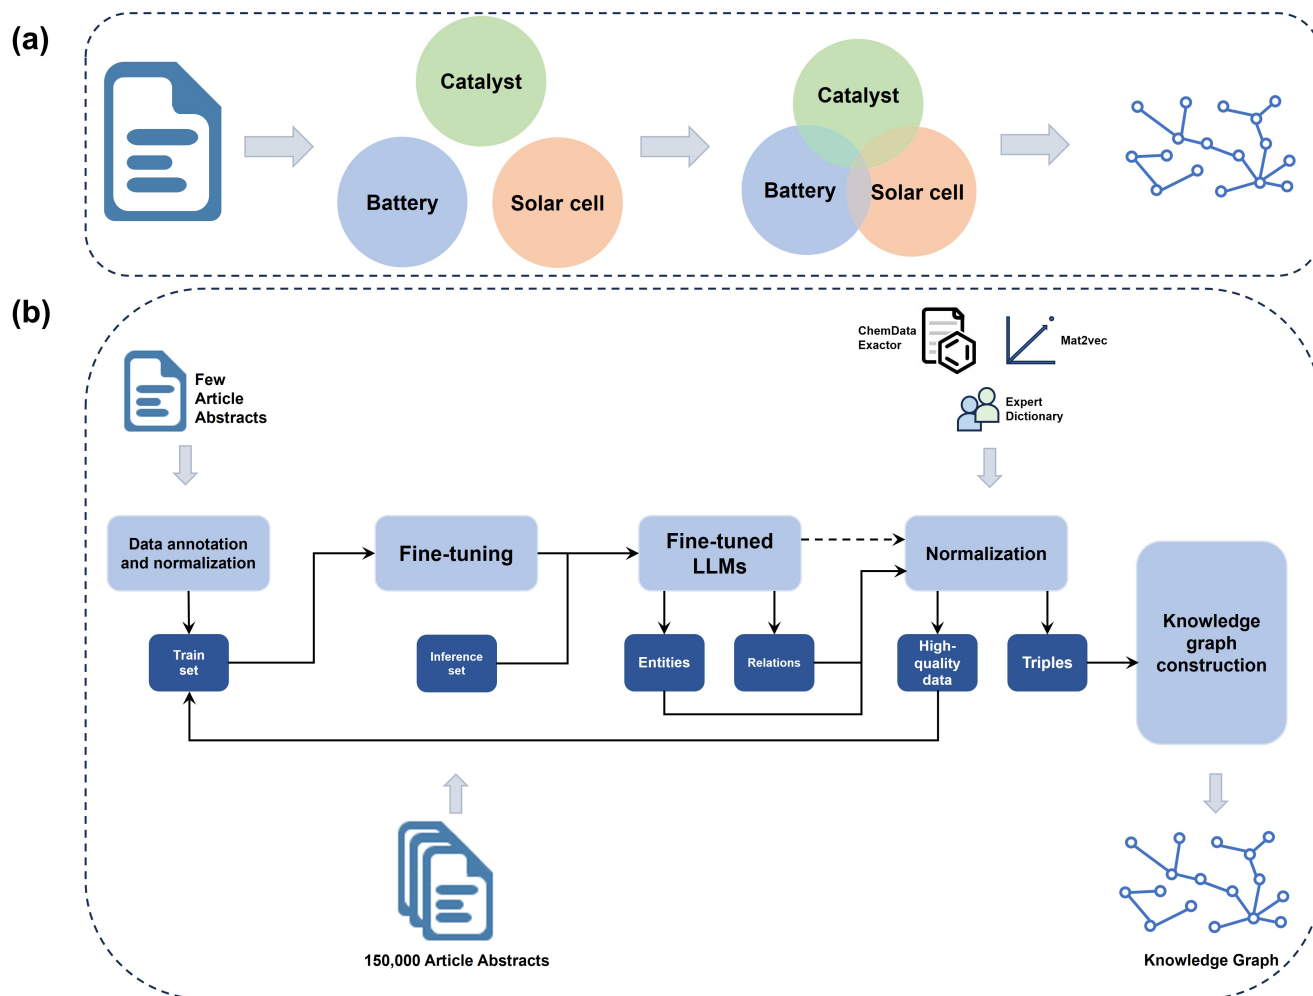 (a)
Catalyst
Battery
Solar cell
Catalyst
Battery
Solar cell
(b)
Few
Article
Abstracts
ChemData
Exactor
Mat2vec
Expert
Dictionary
Data annotation
and normalization
Fine-tuning
Fine-tuned
LLMs
Normalization
Knowledge
graph
construction
Train
set
Inference
set
Entities
Relations
High-
quality
data
Triples
150,000 Article Abstracts
Knowledge Graph